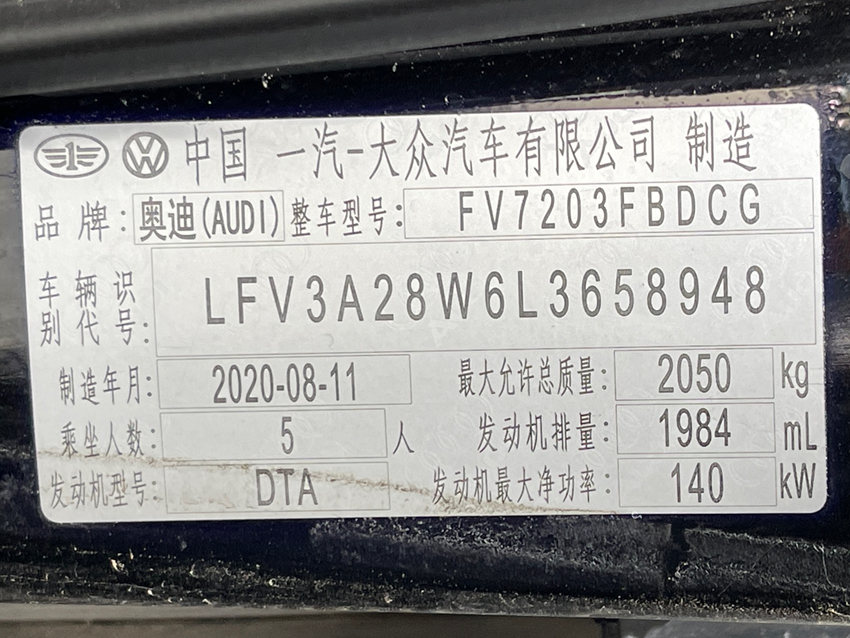 中国 一汽-大众汽车有限公司 制造
品牌: 奥迪(AUDI) 整车型号: FV7203FBDCG
车辆识别代号: LFV3A28W6L3658948
制造年月: 2020-08-11 最大允许总质量: 2050 kg
乘坐人数: 5 人 发动机排量: 1984 mL
发动机型号: DTA 发动机最大净功率: 140 kW